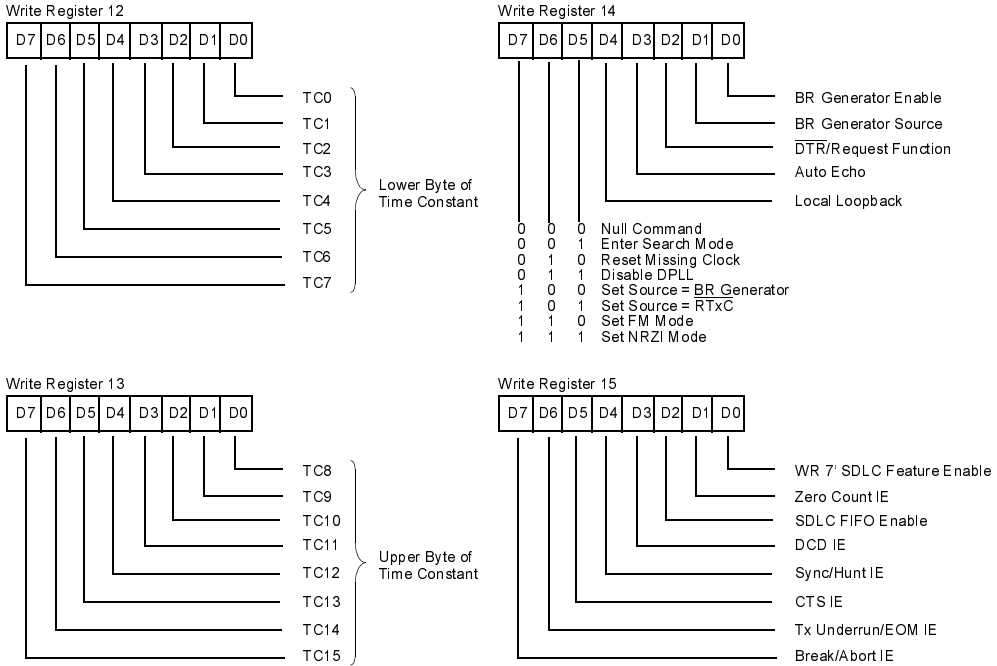 Write Register 12
D7 D6 D5 D4 D3 D2 D1 D0
TC0
TC1
TC2
TC3
TC4
TC5
TC6
TC7
Lower Byte of
Time Constant
Write Register 14
D7 D6 D5 D4 D3 D2 D1 D0
BR Generator Enable
BR Generator Source
DTR/Request Function
Auto Echo
Local Loopback
0 0 0 Null Command
0 0 1 Enter Search Mode
0 1 0 Reset Missing Clock
0 1 1 Disable DPLL
1 0 0 Set Source = BR Generator
1 0 1 Set Source = RTxC
1 1 0 Set FM Mode
1 1 1 Set NRZI Mode
Write Register 13
D7 D6 D5 D4 D3 D2 D1 D0
TC8
TC9
TC10
TC11
TC12
TC13
TC14
TC15
Upper Byte of
Time Constant
Write Register 15
D7 D6 D5 D4 D3 D2 D1 D0
WR 7‘ SDLC Feature Enable
Zero Count IE
SDLC FIFO Enable
DCD IE
Sync/Hunt IE
CTS IE
Tx Underrun/EOM IE
Break/Abort IE